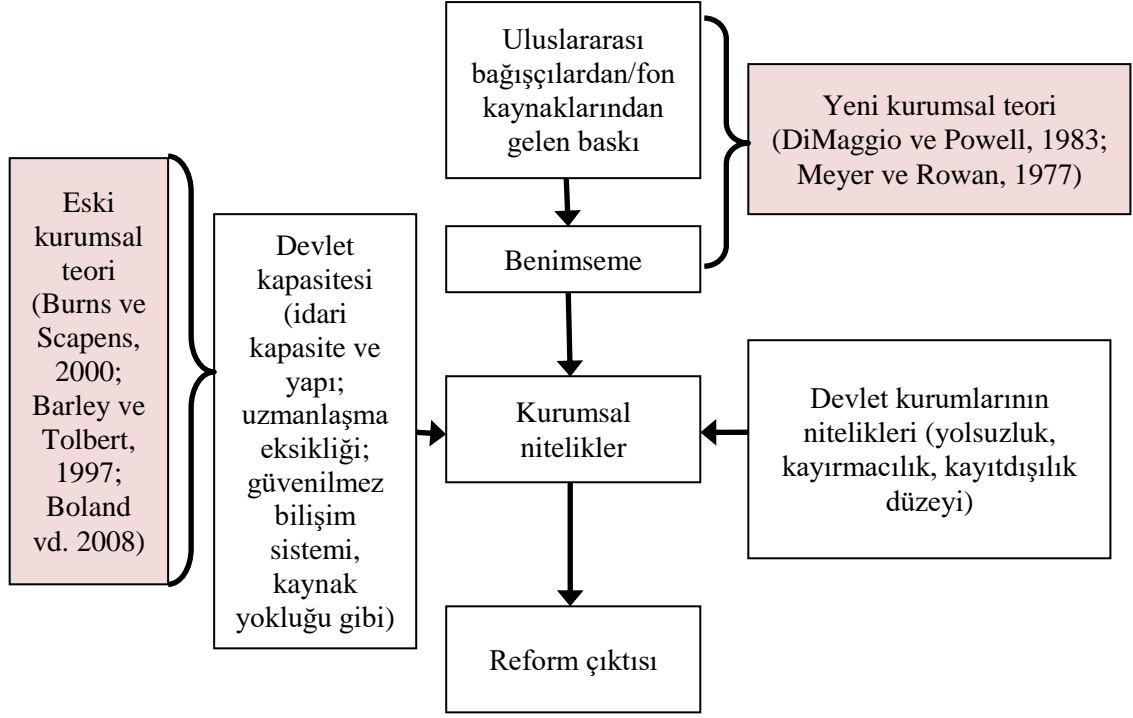 Uluslararası
bağışçılardan/fon
kaynaklarından
gelen baskı
Yeni kurumsal teori
(DiMaggio ve Powell, 1983;
Meyer ve Rowan, 1977)
Benimseme
Eski
kurumsal
teori
(Burns ve
Scapens,
2000;
Barley ve
Tolbert,
1997;
Boland
vd. 2008)
Devlet
kapasitesi
(idari
kapasite ve
yapı;
uzmanlaşma
eksikliği;
güvenilmez
bilişim
sistemi,
kaynak
yokluğu gibi)
Kurumsal
nitelikler
Devlet kurumlarının
nitelikleri (yolsuzluk,
kayırmacılık, kayıtdışılık
düzeyi)
Reform çıktısı